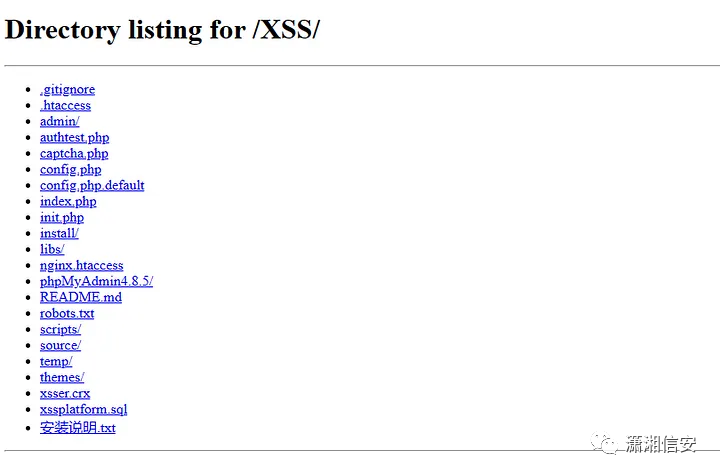 Directory listing for /XSS/
.gitignore
.htaccess
admin/
authtest.php
captcha.php
config.php
config.php.default
index.php
init.php
install/
libs/
nginx.htaccess
phpMyAdmin4.8.5/
README.md
robots.txt
scripts/
source/
temp/
themes/
xsser.crx
xssplatform.sql
安装说明.txt
潇湘信安